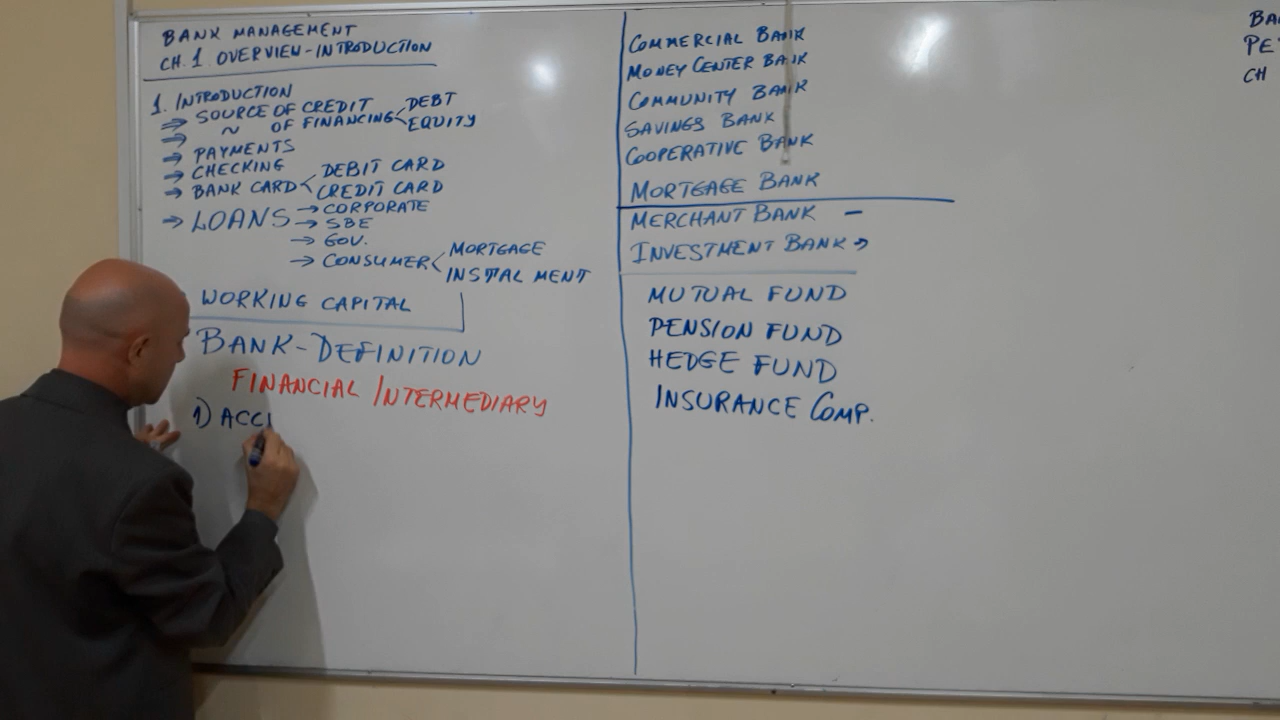 BANK MANAGEMENT
CH. 1 OVERVIEW - INTRODUCTION
1. INTRODUCTION
⇒ SOURCE OF CREDIT
⇒ ~ OF FINANCING < DEBT
EQUITY
⇒ PAYMENTS
⇒ CHECKING
⇒ BANK CARD < DEBIT CARD
CREDIT CARD
⇒ LOANS → CORPORATE
→ SBE
→ GOV.
→ CONSUMER < MORTGAGE
INSTALMENT
WORKING CAPITAL
BANK - DEFINITION
FINANCIAL INTERMEDIARY
1) ACC
COMMERCIAL BANK
MONEY CENTER BANK
COMMUNITY BANK
SAVINGS BANK
COOPERATIVE BANK
MORTGAGE BANK
MERCHANT BANK -
INVESTMENT BANK →
MUTUAL FUND
PENSION FUND
HEDGE FUND
INSURANCE COMP.
BA
PE
CH